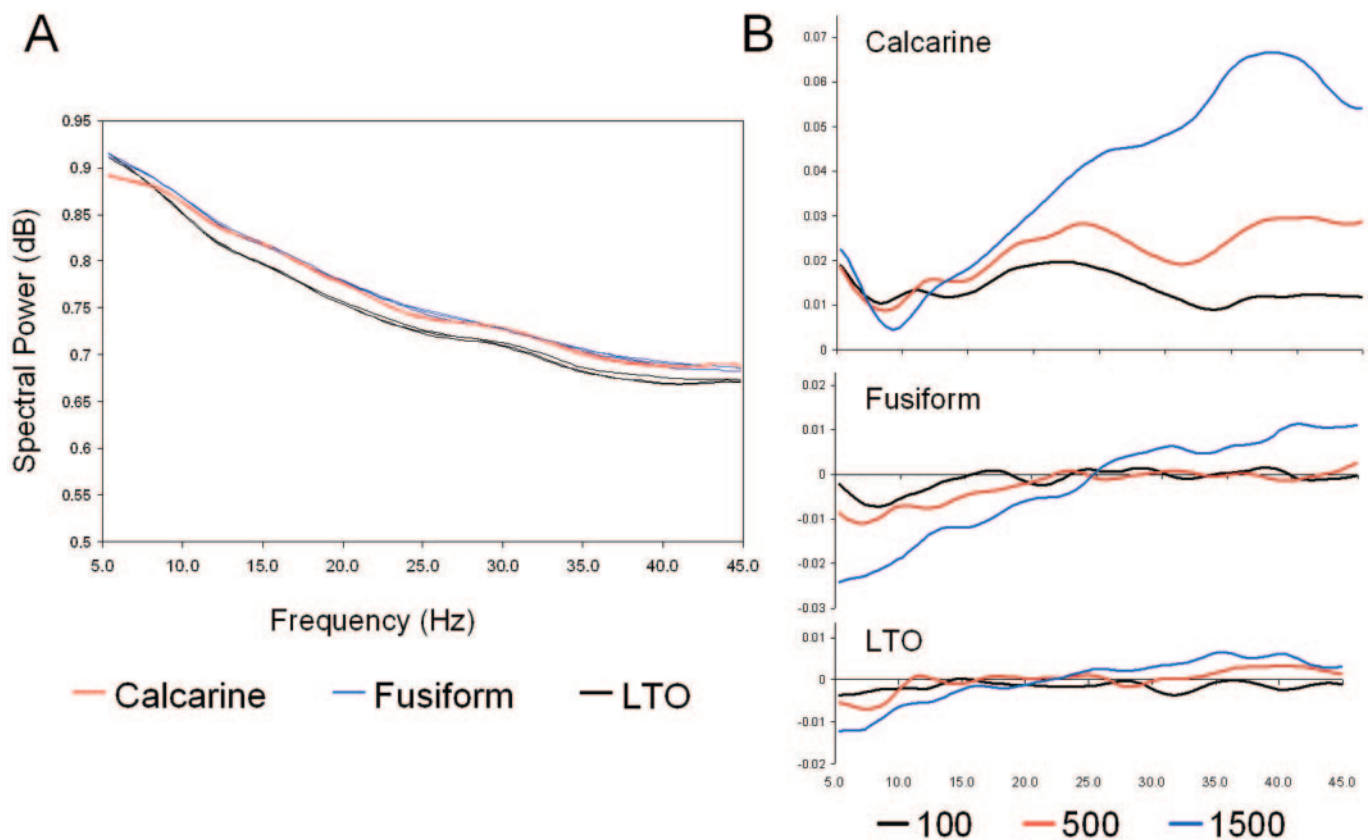 A
Spectral Power (dB)
0.95
0.9
0.85
0.8
0.75
0.7
0.65
0.6
0.55
0.5
5.0 10.0 15.0 20.0 25.0 30.0 35.0 40.0 45.0
Frequency (Hz)
Calcarine Fusiform LTO
B
Calcarine
0.07
0.06
0.05
0.04
0.03
0.02
0.01
0
Fusiform
0.02
0.01
0
-0.01
-0.02
-0.03
LTO
0.01
0
-0.01
-0.02
5.0 10.0 15.0 20.0 25.0 30.0 35.0 40.0 45.0
100 500 1500